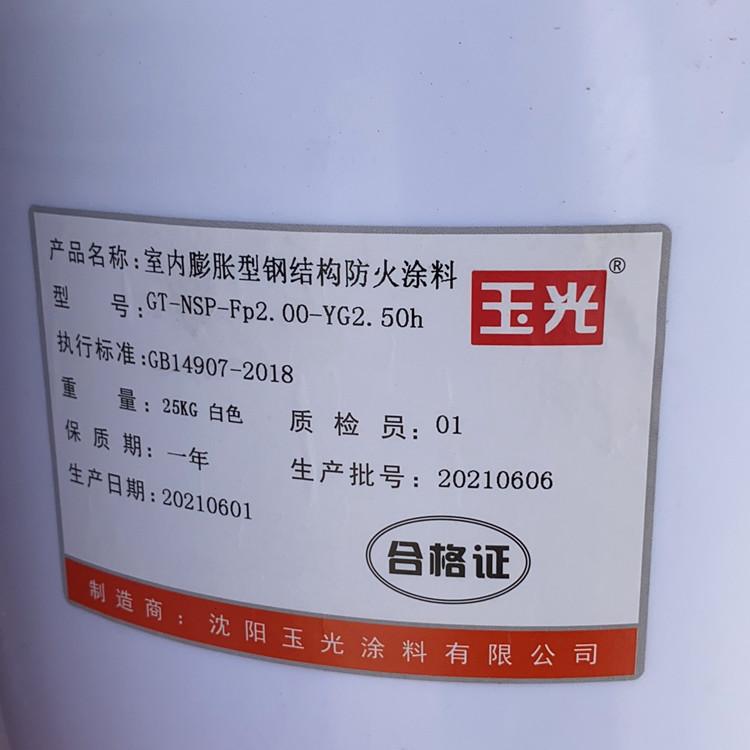 产品名称:室内膨胀型钢结构防火涂料
型 号:GT-NSP-Fp2.00-YG2.50h
玉光®
执行标准:GB14907-2018
重 量:25KG 白色
质 检 员:01
保 质 期:一年
生产批号:20210606
生产日期:20210601
合格证
制造商:沈阳玉光涂料有限公司